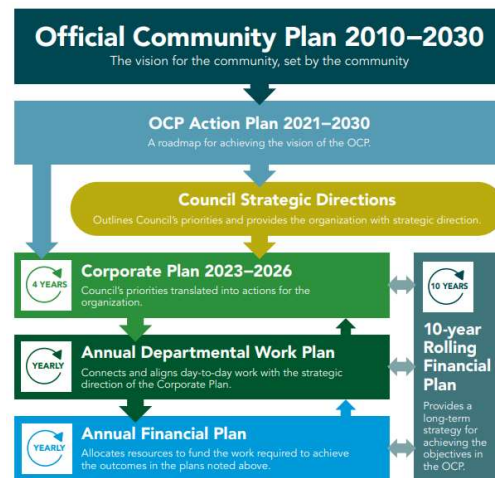 Official Community Plan 2010–2030
The vision for the community, set by the community
OCP Action Plan 2021–2030
A roadmap for achieving the vision of the OCP.
Council Strategic Directions
Outlines Council's priorities and provides the organization with strategic direction.
4 YEARS
Corporate Plan 2023–2026
Council's priorities translated into actions for the
organization.
YEARLY
Annual Departmental Work Plan
Connects and aligns day-to-day work with the strategic
direction of the Corporate Plan.
YEARLY
Annual Financial Plan
Allocates resources to fund the work required to achieve
the outcomes in the plans noted above.
10 YEARS
10-year
Rolling
Financial
Plan
Provides a
long-term
strategy for
achieving the
objectives in
the OCP.